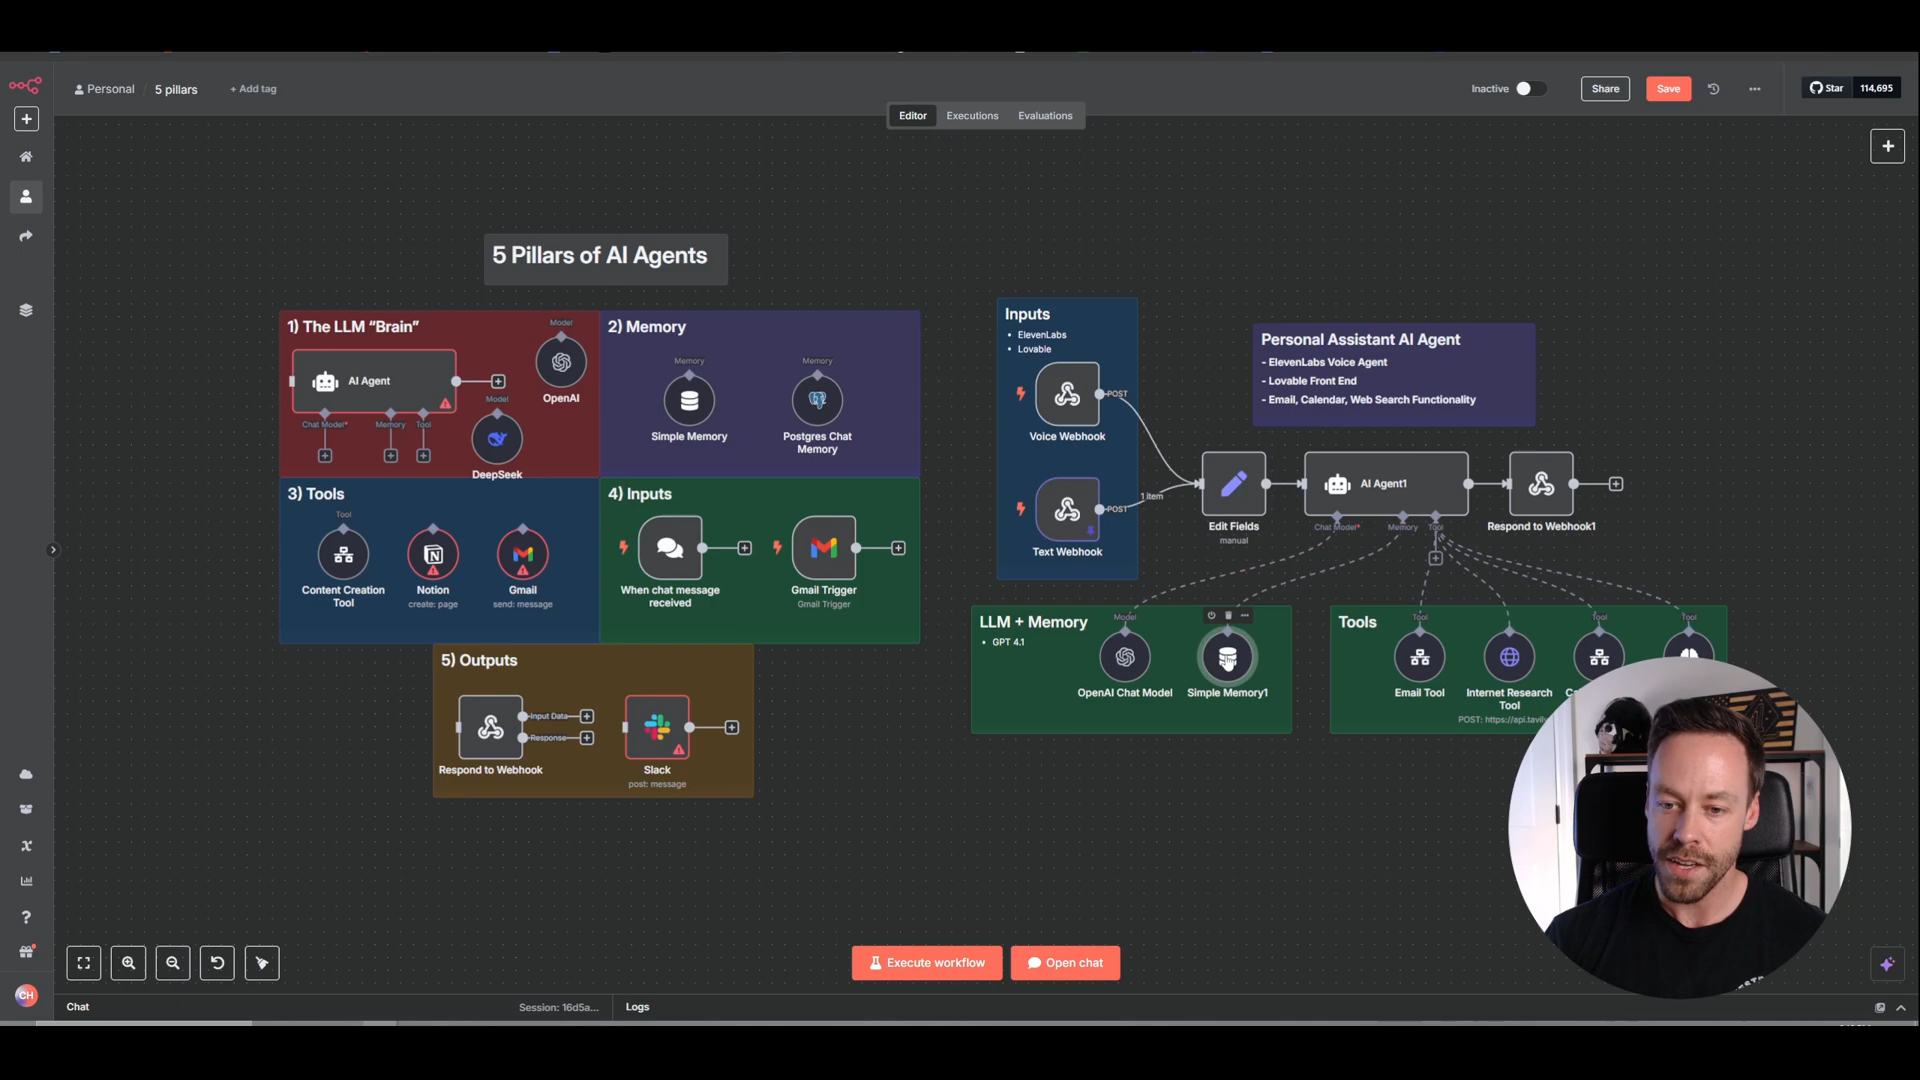 Personal / 5 pillars + Add tag
Inactive
Share
Save
Star 114,695
Editor Executions Evaluations
5 Pillars of AI Agents
1) The LLM “Brain”
Model
AI Agent
OpenAI
Chat Model*
Memory
Tool
Model
DeepSeek
2) Memory
Memory
Simple Memory
Memory
Postgres Chat
Memory
3) Tools
Tool
Content Creation
Tool
Notion
create: page
Gmail
send: message
4) Inputs
When chat message
received
Gmail Trigger
Gmail Trigger
5) Outputs
Input Data
Response
Respond to Webhook
Slack
post: message
Inputs
• ElevenLabs
• Lovable
POST
Voice Webhook
1 item
POST
Text Webhook
Personal Assistant AI Agent
- ElevenLabs Voice Agent
- Lovable Front End
- Email, Calendar, Web Search Functionality
Edit Fields
manual
AI Agent1
Chat Model*
Memory
Tool
Respond to Webhook1
LLM + Memory
• GPT 4.1
Model
OpenAI Chat Model
Simple Memory1
Tools
Tool
Email Tool
Internet Research
Tool
POST: https://api.tavily
Tool
Tool
Execute workflow
Open chat
CH
Chat
Session: 16d5a...
Logs